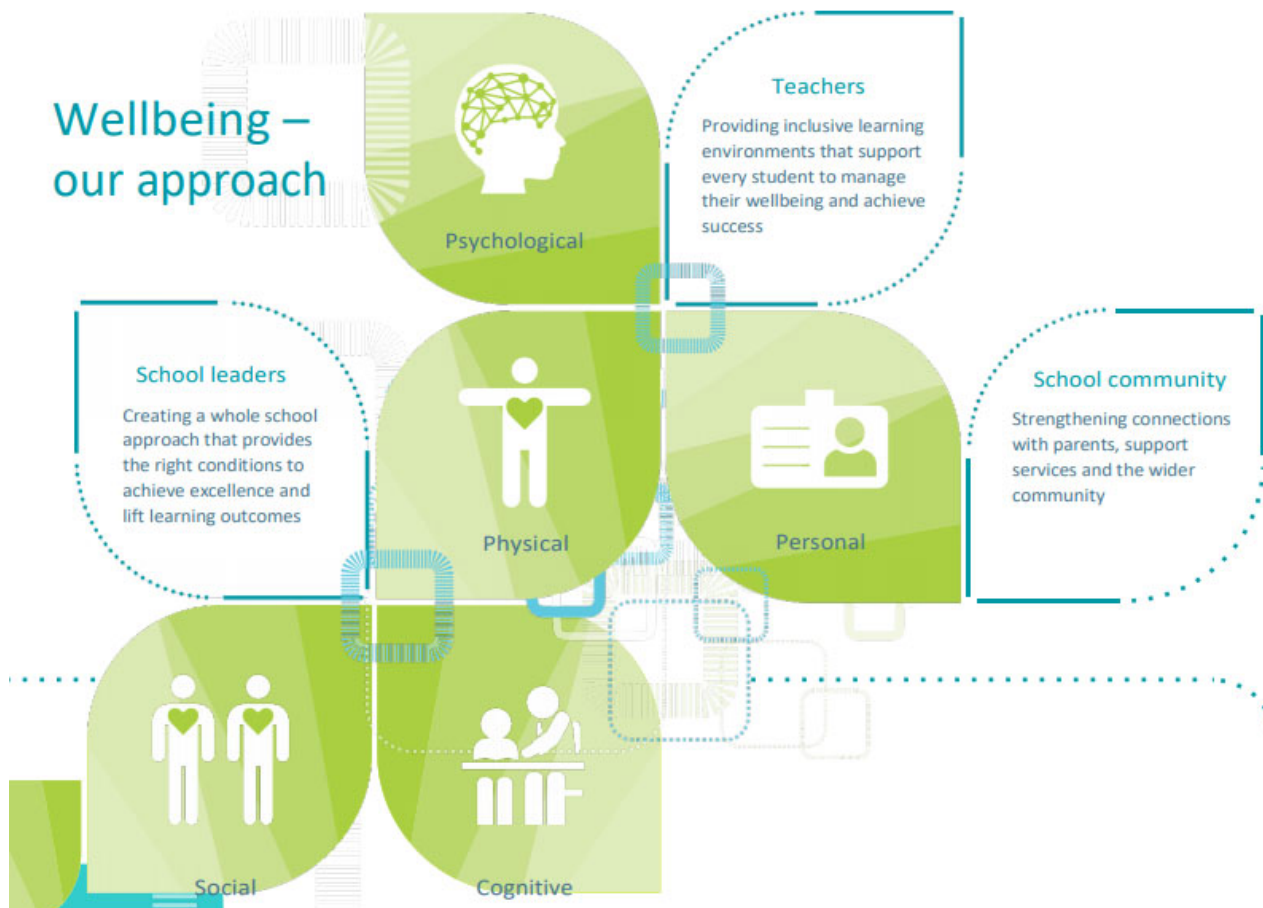 Wellbeing –
our approach
Psychological
Teachers
Providing inclusive learning
environments that support
every student to manage
their wellbeing and achieve
success
School leaders
Creating a whole school
approach that provides
the right conditions to
achieve excellence and
lift learning outcomes
Physical
Personal
School community
Strengthening connections
with parents, support
services and the wider
community
Social
Cognitive